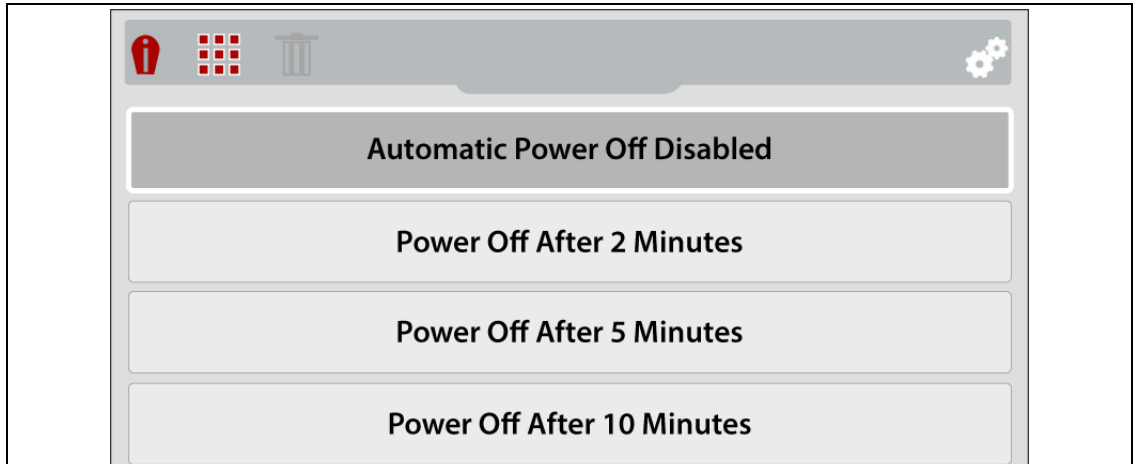 Automatic Power Off Disabled
Power Off After 2 Minutes
Power Off After 5 Minutes
Power Off After 10 Minutes